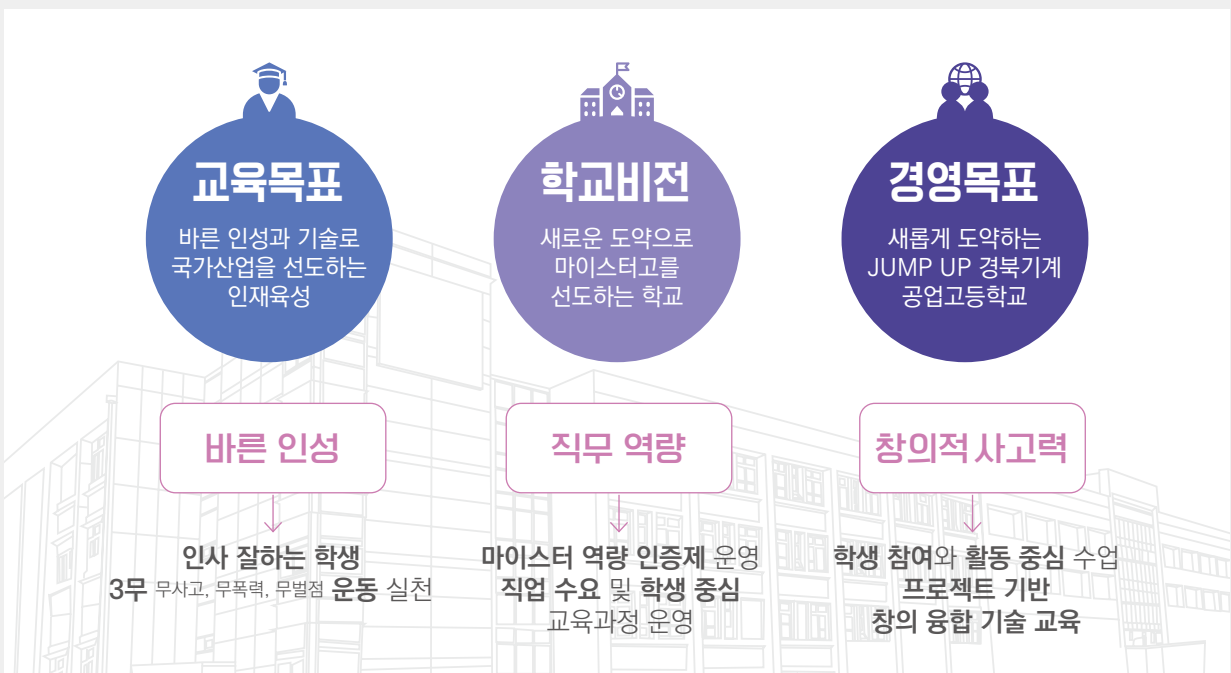 교육목표
바른 인성과 기술로
국가산업을 선도하는
인재육성
학교비전
새로운 도약으로
마이스터고를
선도하는 학교
경영목표
새롭게 도약하는
JUMP UP 경북기계
공업고등학교
바른 인성
인사 잘하는 학생
3무 무사고, 무폭력, 무벌점 운동 실천
직무 역량
마이스터 역량 인증제 운영
직업 수요 및 학생 중심
교육과정 운영
창의적 사고력
학생 참여와 활동 중심 수업
프로젝트 기반
창의 융합 기술 교육